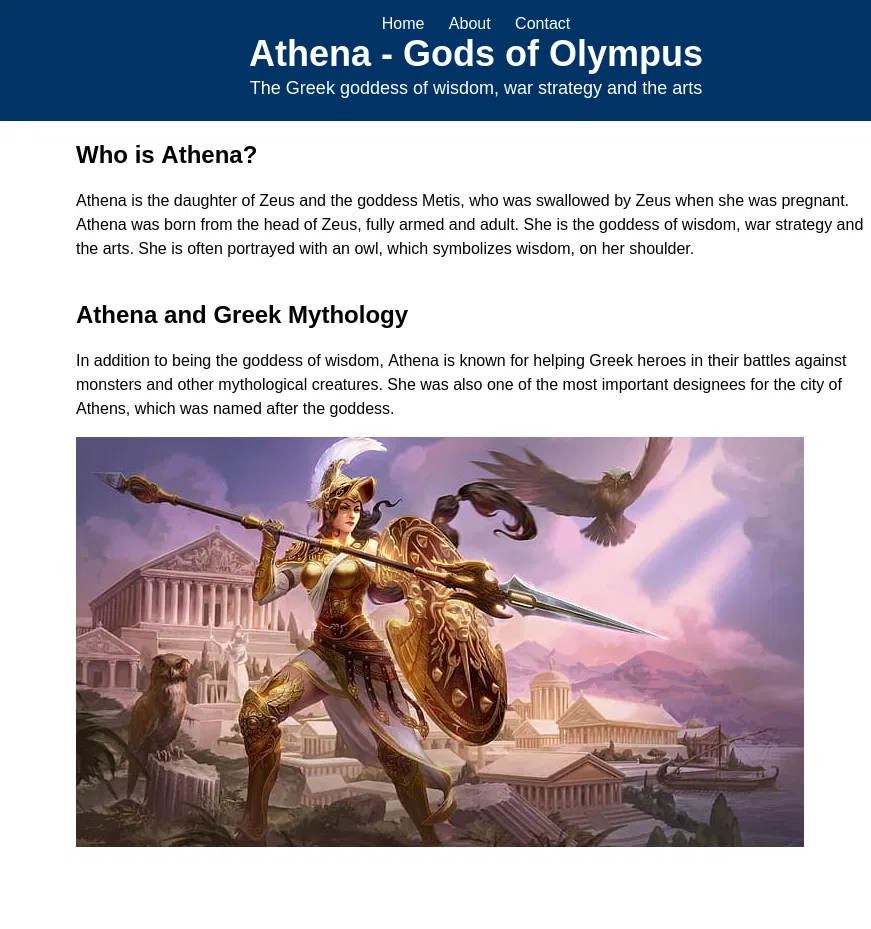 Home About Contact
Athena - Gods of Olympus
The Greek goddess of wisdom, war strategy and the arts
Who is Athena?
Athena is the daughter of Zeus and the goddess Metis, who was swallowed by Zeus when she was pregnant.
Athena was born from the head of Zeus, fully armed and adult. She is the goddess of wisdom, war strategy and
the arts. She is often portrayed with an owl, which symbolizes wisdom, on her shoulder.
Athena and Greek Mythology
In addition to being the goddess of wisdom, Athena is known for helping Greek heroes in their battles against
monsters and other mythological creatures. She was also one of the most important designees for the city of
Athens, which was named after the goddess.